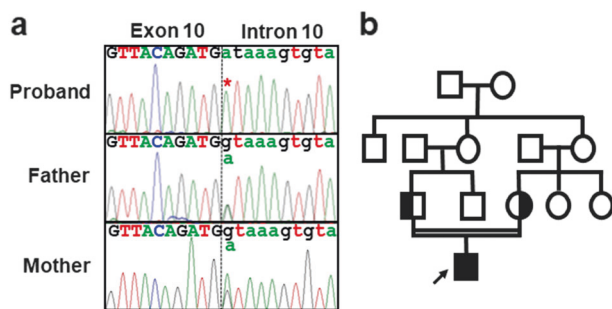 a
Exon 10 Intron 10
Proband
GTTACAGATGataaagtgta
*
Father
GTTACAGATGgtaaagtgta
a
Mother
GTTACAGATGgtaaagtgta
a
b